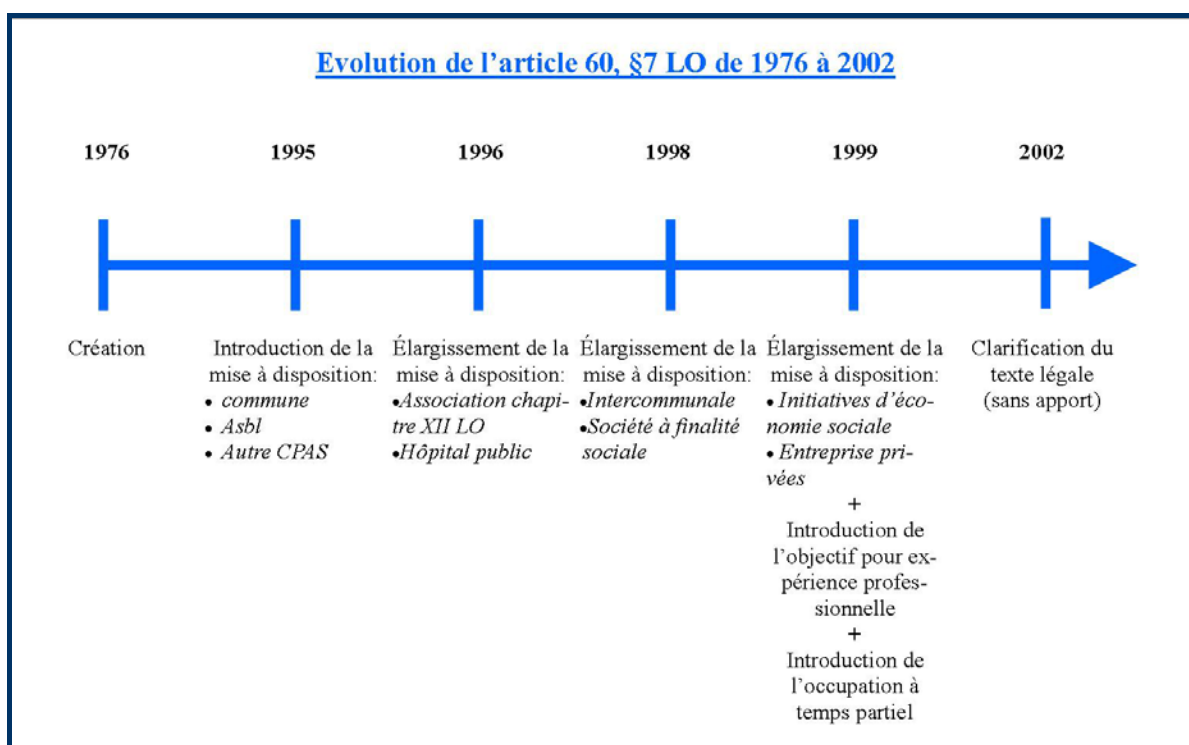 Evolution de l'article 60, §7 LO de 1976 à 2002
1976
1995
1996
1998
1999
2002
Création
Introduction de la
mise à disposition:
• commune
• Asbl
• Autre CPAS
Élargissement de la
mise à disposition:
•Association chapi-
tre XII LO
•Hôpital public
Élargissement de la
mise à disposition:
•Intercommunale
•Société à finalité
sociale
Élargissement de la
mise à disposition:
• Initiatives d'éco-
nomie sociale
• Entreprise pri-
vées
+
Introduction de
l'objectif pour ex-
périence profes-
sionnelle
+
Introduction de
l'occupation à
temps partiel
Clarification du
texte légale
(sans apport)